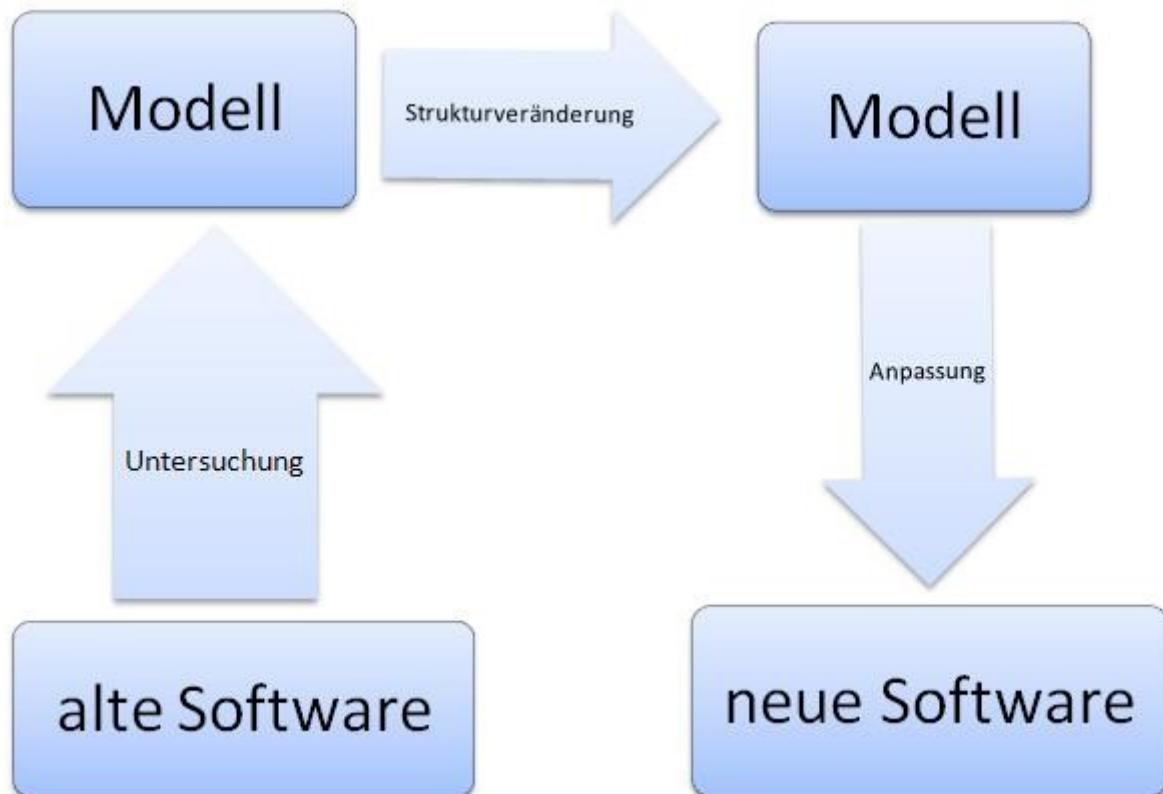 Modell
Strukturveränderung
Modell
Untersuchung
Anpassung
alte Software
neue Software